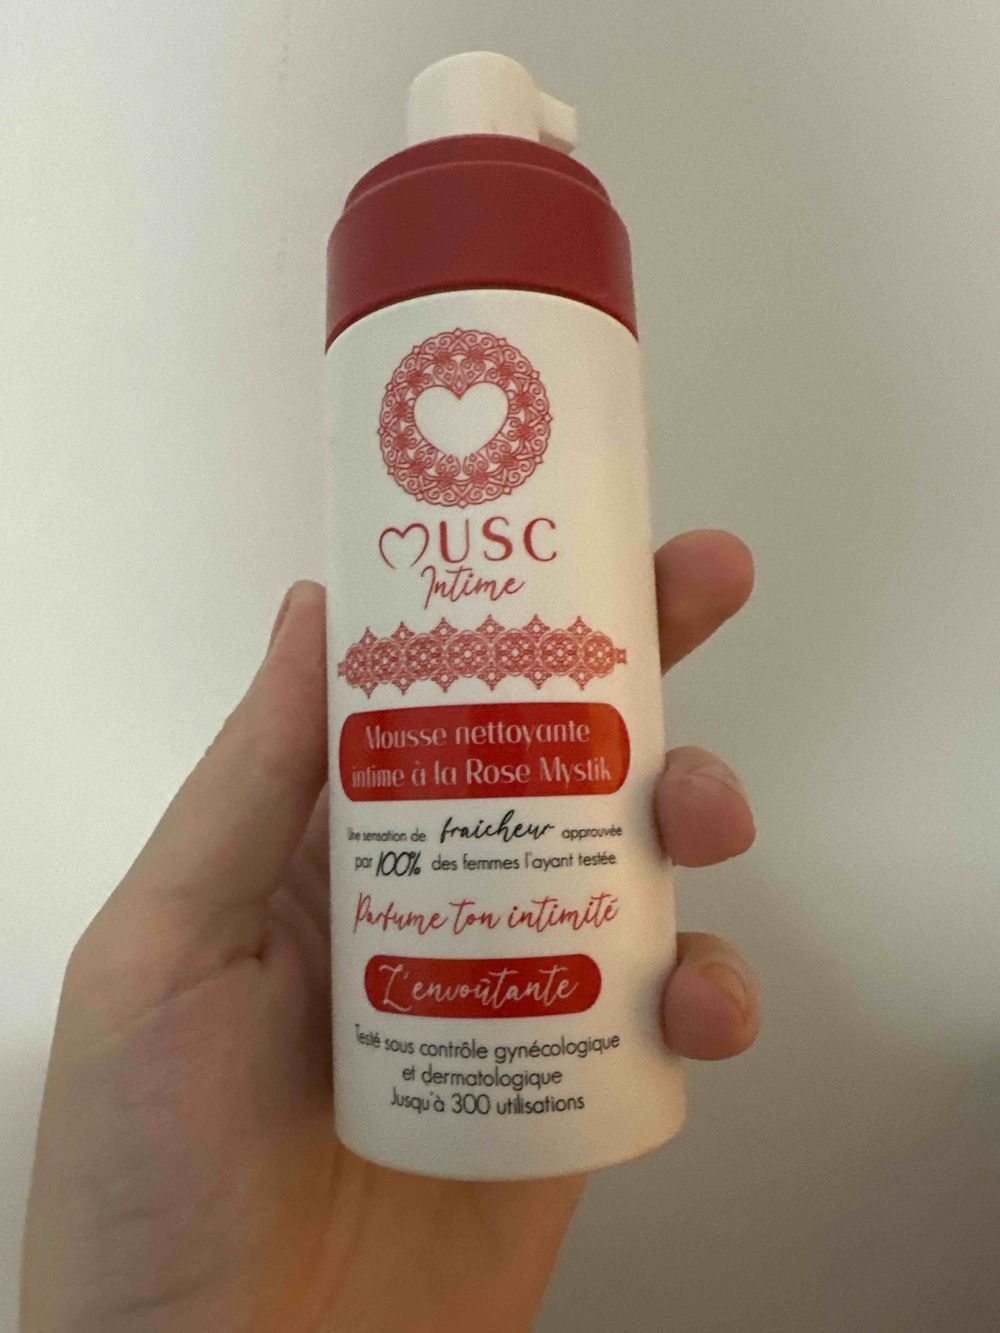 MUSC
Intime
Mousse nettoyante
intime à la Rose Mystik
Une sensation de fraîcheur approuvée
par 100% des femmes l'ayant testée
Parfume ton intimité
L'envoûtante
Testé sous contrôle gynécologique
et dermatologique
Jusqu'à 300 utilisations